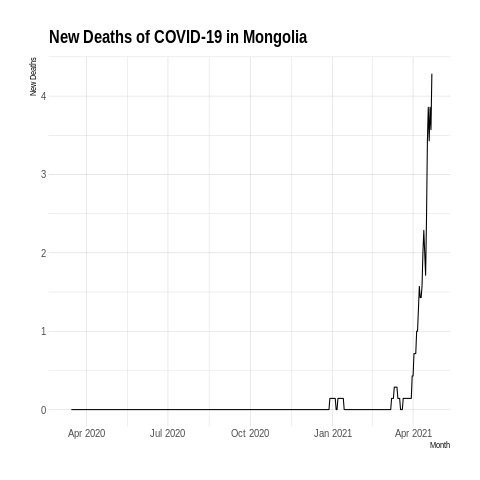 New Deaths of COVID-19 in Mongolia
New Deaths
4
3
2
1
0
Apr 2020 Jul 2020 Oct 2020 Jan 2021 Apr 2021
Month